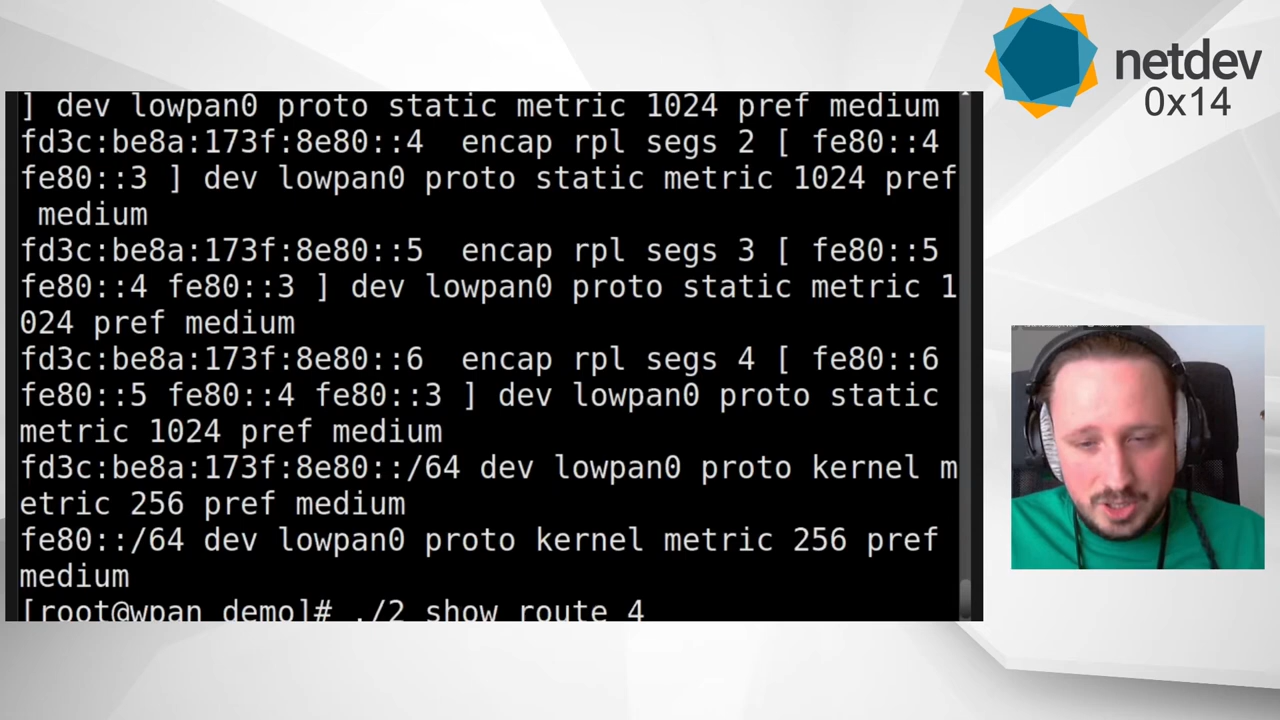 netdev
0x14
] dev lowpan0 proto static metric 1024 pref medium
fd3c:be8a:173f:8e80::4  encap rpl segs 2 [ fe80::4
fe80::3 ] dev lowpan0 proto static metric 1024 pref
 medium
fd3c:be8a:173f:8e80::5  encap rpl segs 3 [ fe80::5
fe80::4 fe80::3 ] dev lowpan0 proto static metric 1
024 pref medium
fd3c:be8a:173f:8e80::6  encap rpl segs 4 [ fe80::6
fe80::5 fe80::4 fe80::3 ] dev lowpan0 proto static
metric 1024 pref medium
fd3c:be8a:173f:8e80::/64 dev lowpan0 proto kernel m
etric 256 pref medium
fe80::/64 dev lowpan0 proto kernel metric 256 pref
medium
[root@wpan demo]# ./2_show_route 4